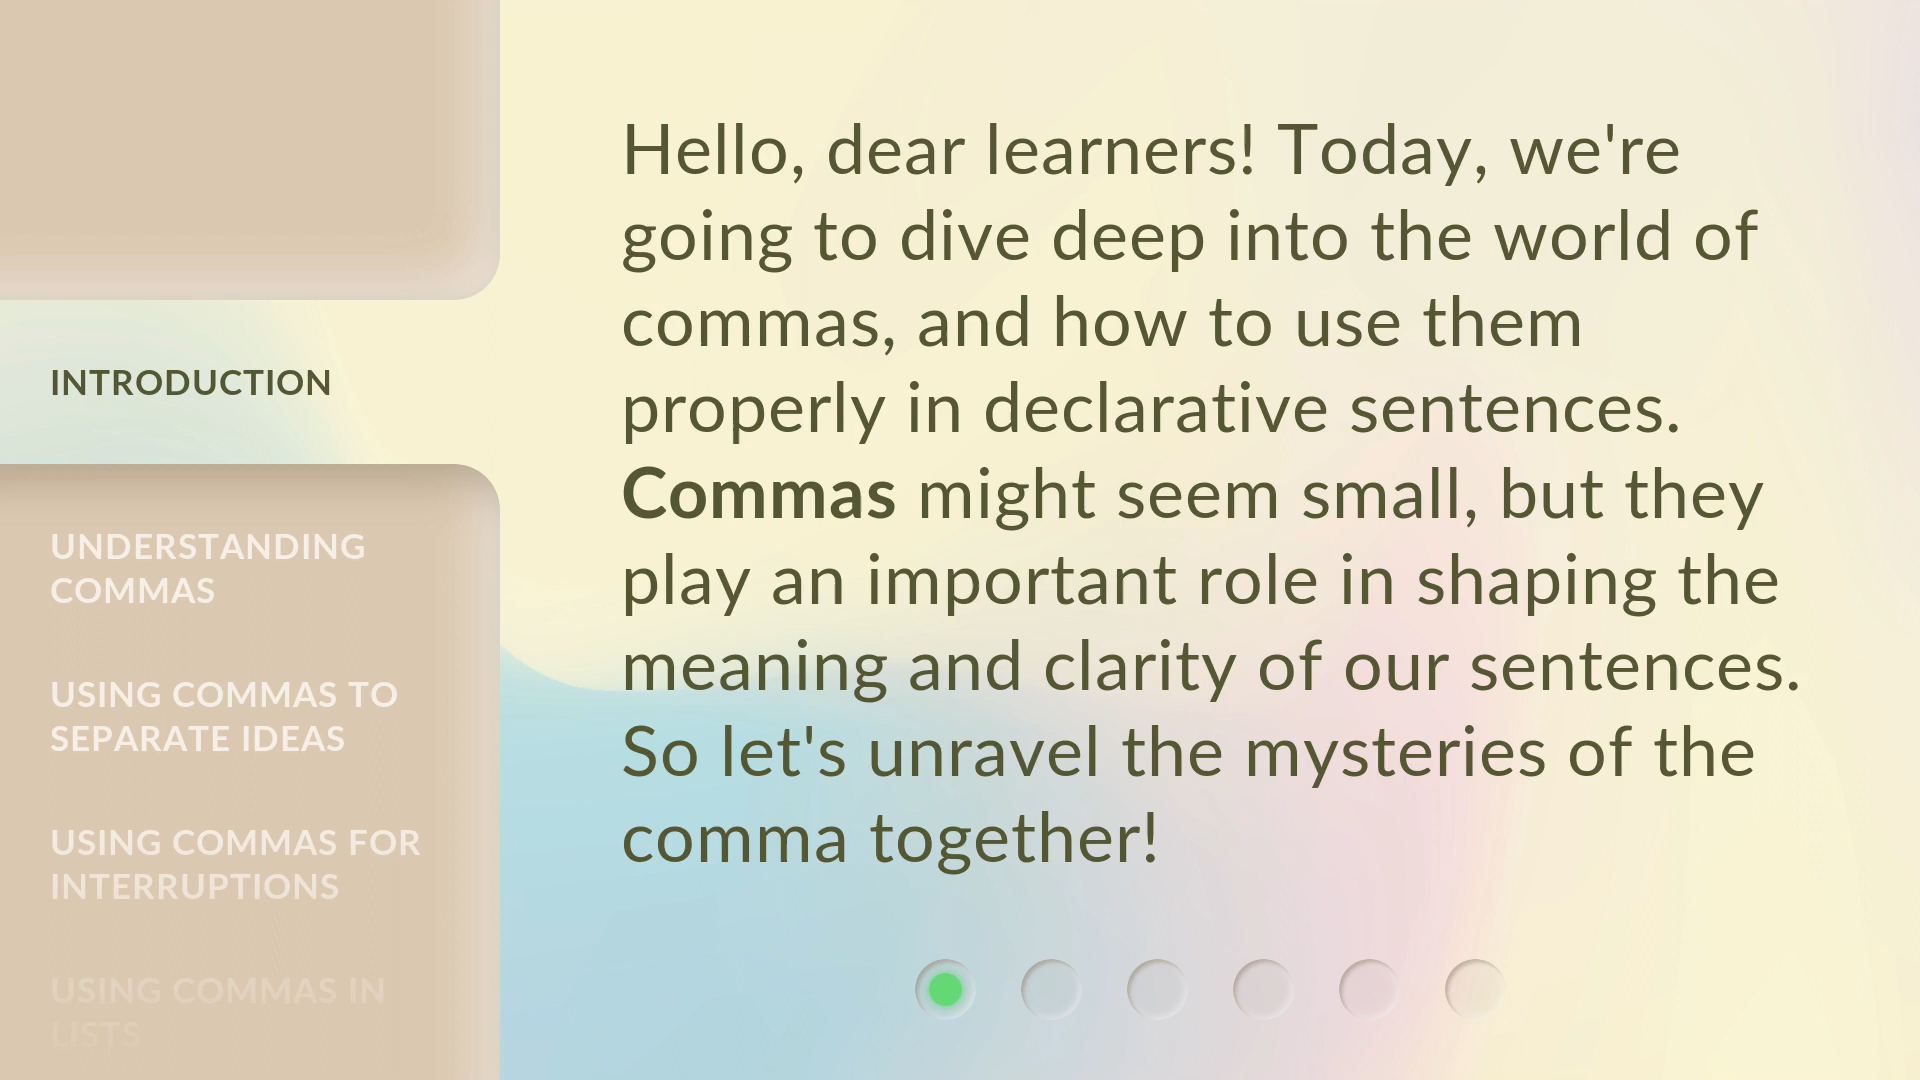 INTRODUCTION
UNDERSTANDING
COMMAS
USING COMMAS TO
SEPARATE IDEAS
USING COMMAS FOR
INTERRUPTIONS
USING COMMAS IN
LISTS
Hello, dear learners! Today, we're
going to dive deep into the world of
commas, and how to use them
properly in declarative sentences.
Commas might seem small, but they
play an important role in shaping the
meaning and clarity of our sentences.
So let's unravel the mysteries of the
comma together!